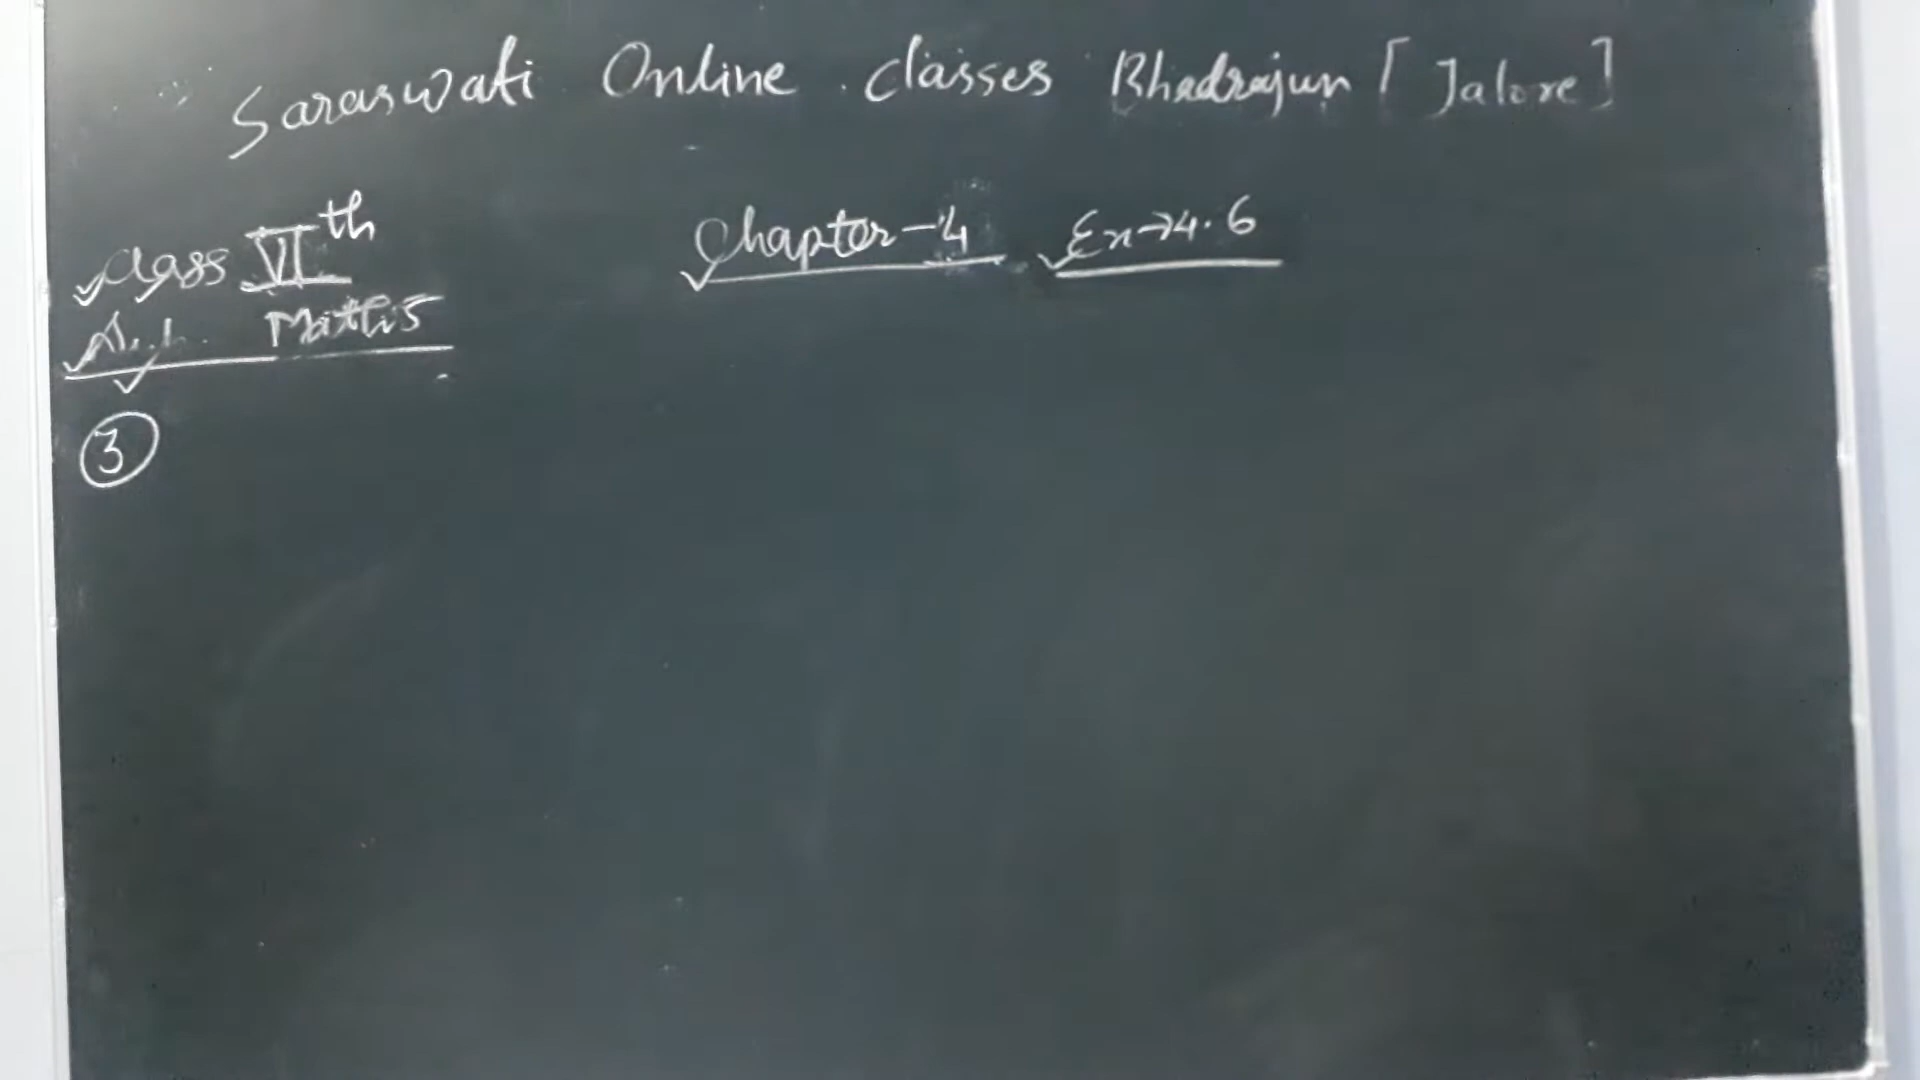 Saraswati Online classes Bhadrajun [Jalore]
Class VIth
Chapter-4 Ex→4.6
Maths
3